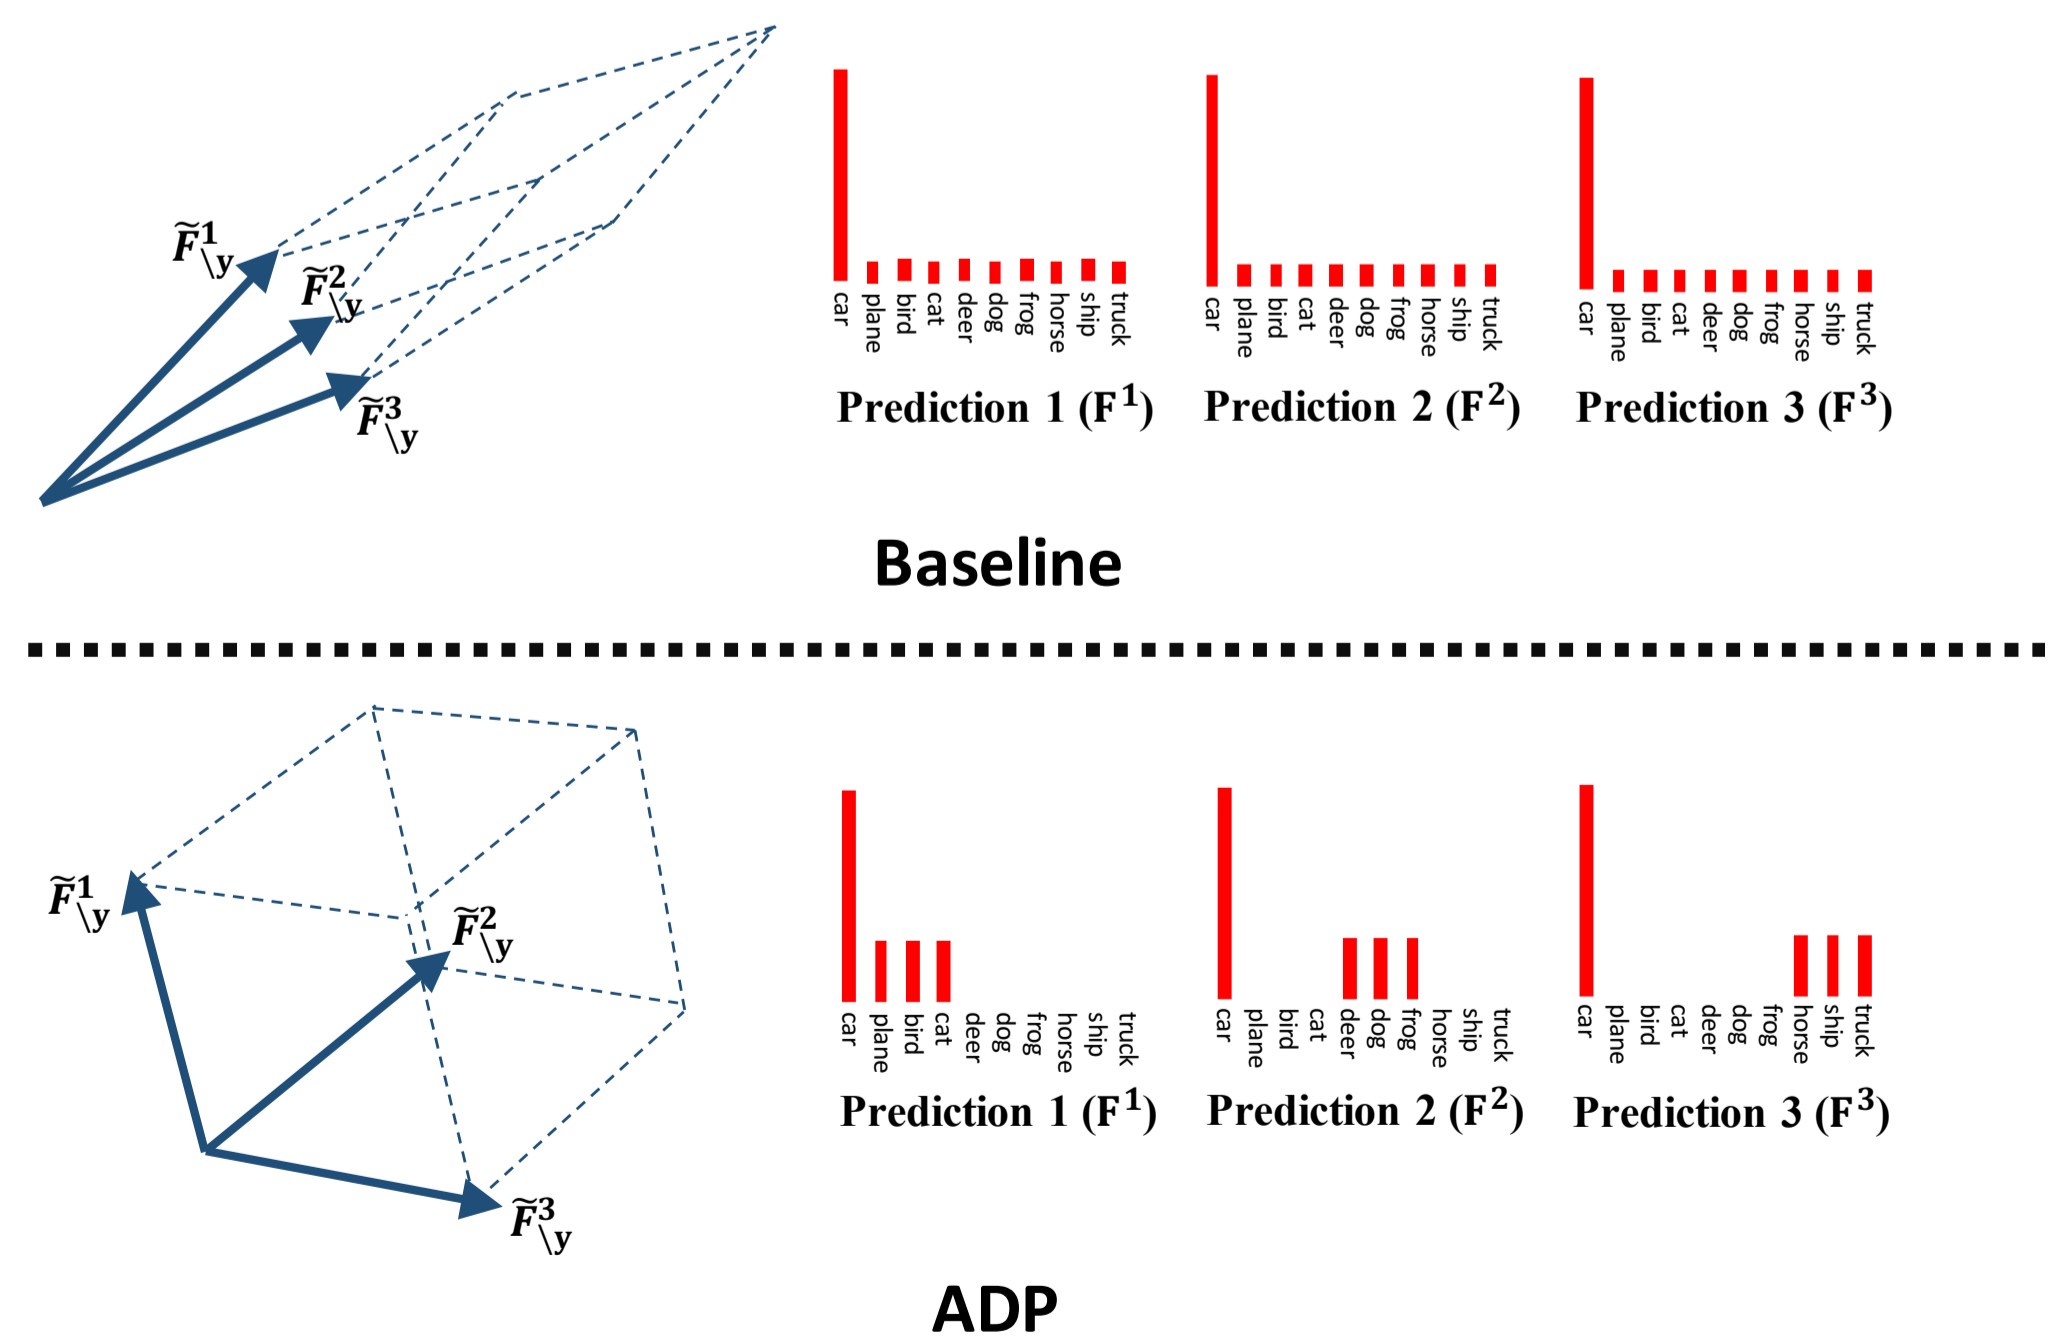 F̃¹\y
F̃²\y
F̃³\y
car plane bird cat deer dog frog horse ship truck
car plane bird cat deer dog frog horse ship truck
car plane bird cat deer dog frog horse ship truck
Prediction 1 (F¹)
Prediction 2 (F²)
Prediction 3 (F³)
Baseline
F̃¹\y
F̃²\y
F̃³\y
car plane bird cat deer dog frog horse ship truck
car plane bird cat deer dog frog horse ship truck
car plane bird cat deer dog frog horse ship truck
Prediction 1 (F¹)
Prediction 2 (F²)
Prediction 3 (F³)
ADP